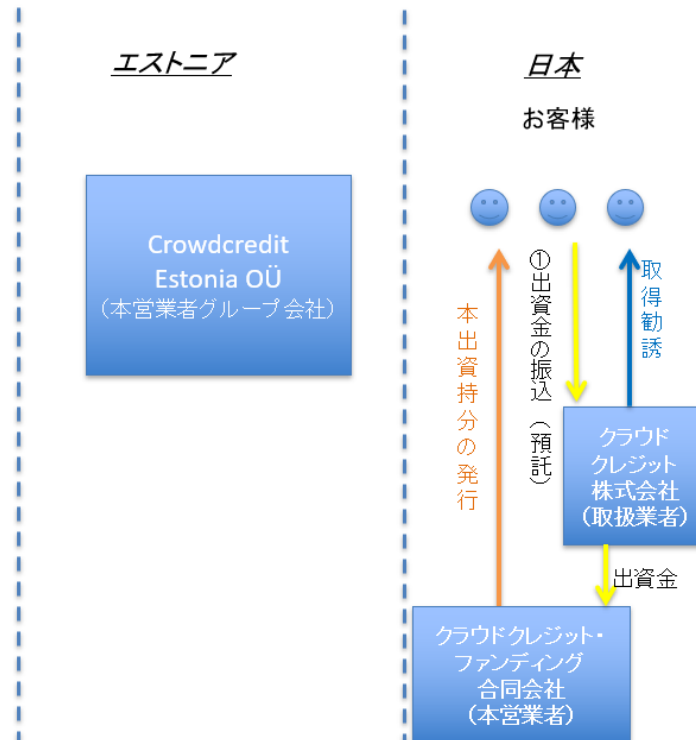 エストニア
日本
お客様
Crowdcredit
Estonia OÜ
(本営業者グループ会社)
本出資持分の発行
①出資金の振込(預託)
取得勧誘
クラウド
クレジット
株式会社
(取扱業者)
出資金
クラウドクレジット・
ファンディング
合同会社
(本営業者)